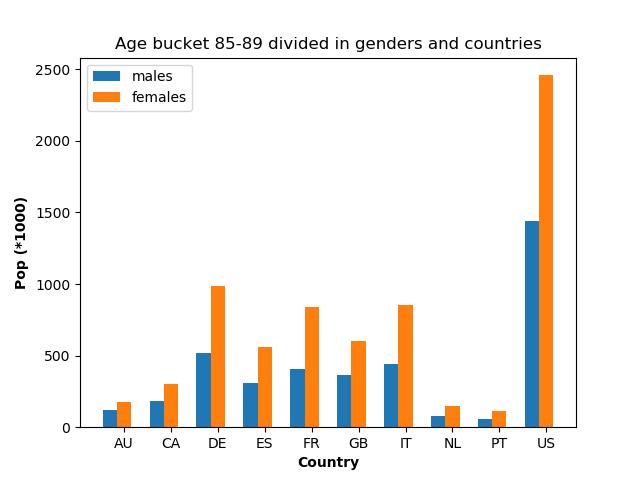 Age bucket 85-89 divided in genders and countries
males
females
2500
2000
1500
1000
500
0
Pop (*1000)
AU CA DE ES FR GB IT NL PT US
Country